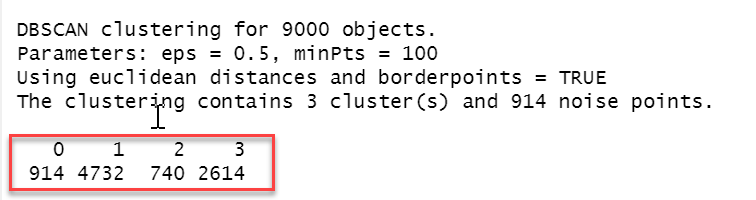 DBSCAN clustering for 9000 objects.
Parameters: eps = 0.5, minPts = 100
Using euclidean distances and borderpoints = TRUE
The clustering contains 3 cluster(s) and 914 noise points.
0 1 2 3
914 4732 740 2614